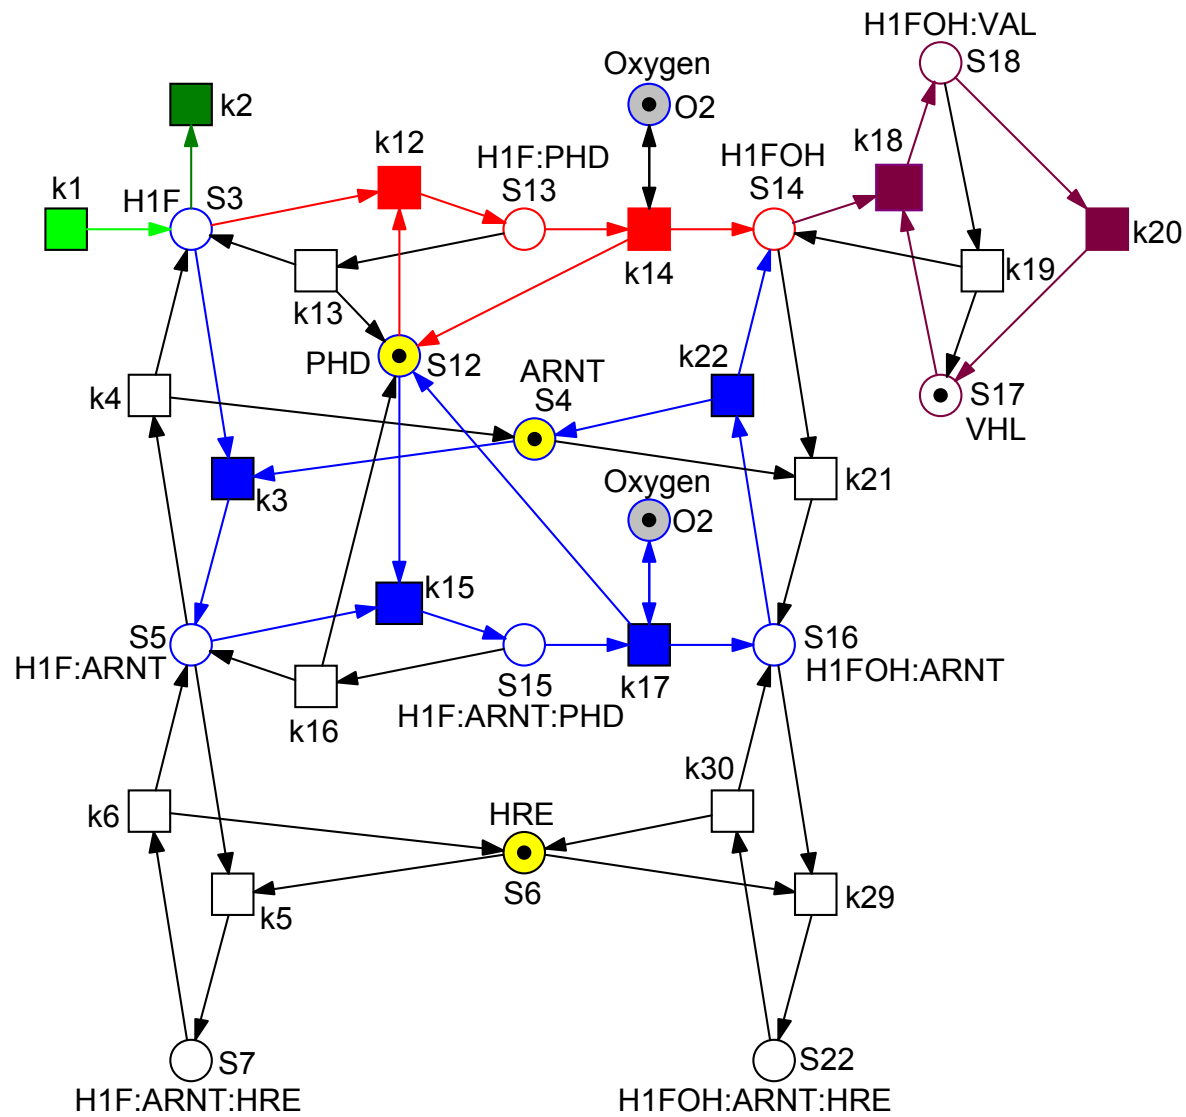 H1FOH:VAL
S18
Oxygen
O2
k2
k12
k18
H1F:PHD
S13
H1FOH
S14
k1
H1F
S3
k20
k14
k19
k13
PHD
S12
ARNT
S4
k22
k4
S17
VHL
k3
k21
Oxygen
O2
k15
S5
H1F:ARNT
S16
H1FOH:ARNT
k17
S15
H1F:ARNT:PHD
k16
k30
k6
HRE
S6
k5
k29
S7
H1F:ARNT:HRE
S22
H1FOH:ARNT:HRE